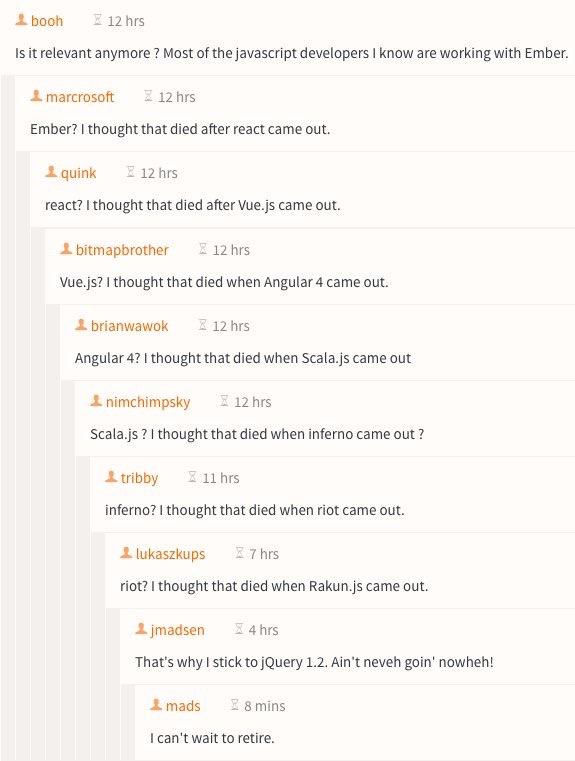 booh 12 hrs
Is it relevant anymore ? Most of the javascript developers I know are working with Ember.
marcrosoft 12 hrs
Ember? I thought that died after react came out.
quink 12 hrs
react? I thought that died after Vue.js came out.
bitmapbrother 12 hrs
Vue.js? I thought that died when Angular 4 came out.
brianwawok 12 hrs
Angular 4? I thought that died when Scala.js came out
nimchimpsky 12 hrs
Scala.js ? I thought that died when inferno came out ?
tribby 11 hrs
inferno? I thought that died when riot came out.
lukaszkups 7 hrs
riot? I thought that died when Rakun.js came out.
jmadsen 4 hrs
That's why I stick to jQuery 1.2. Ain't neveh goin' nowheh!
mads 8 mins
I can't wait to retire.